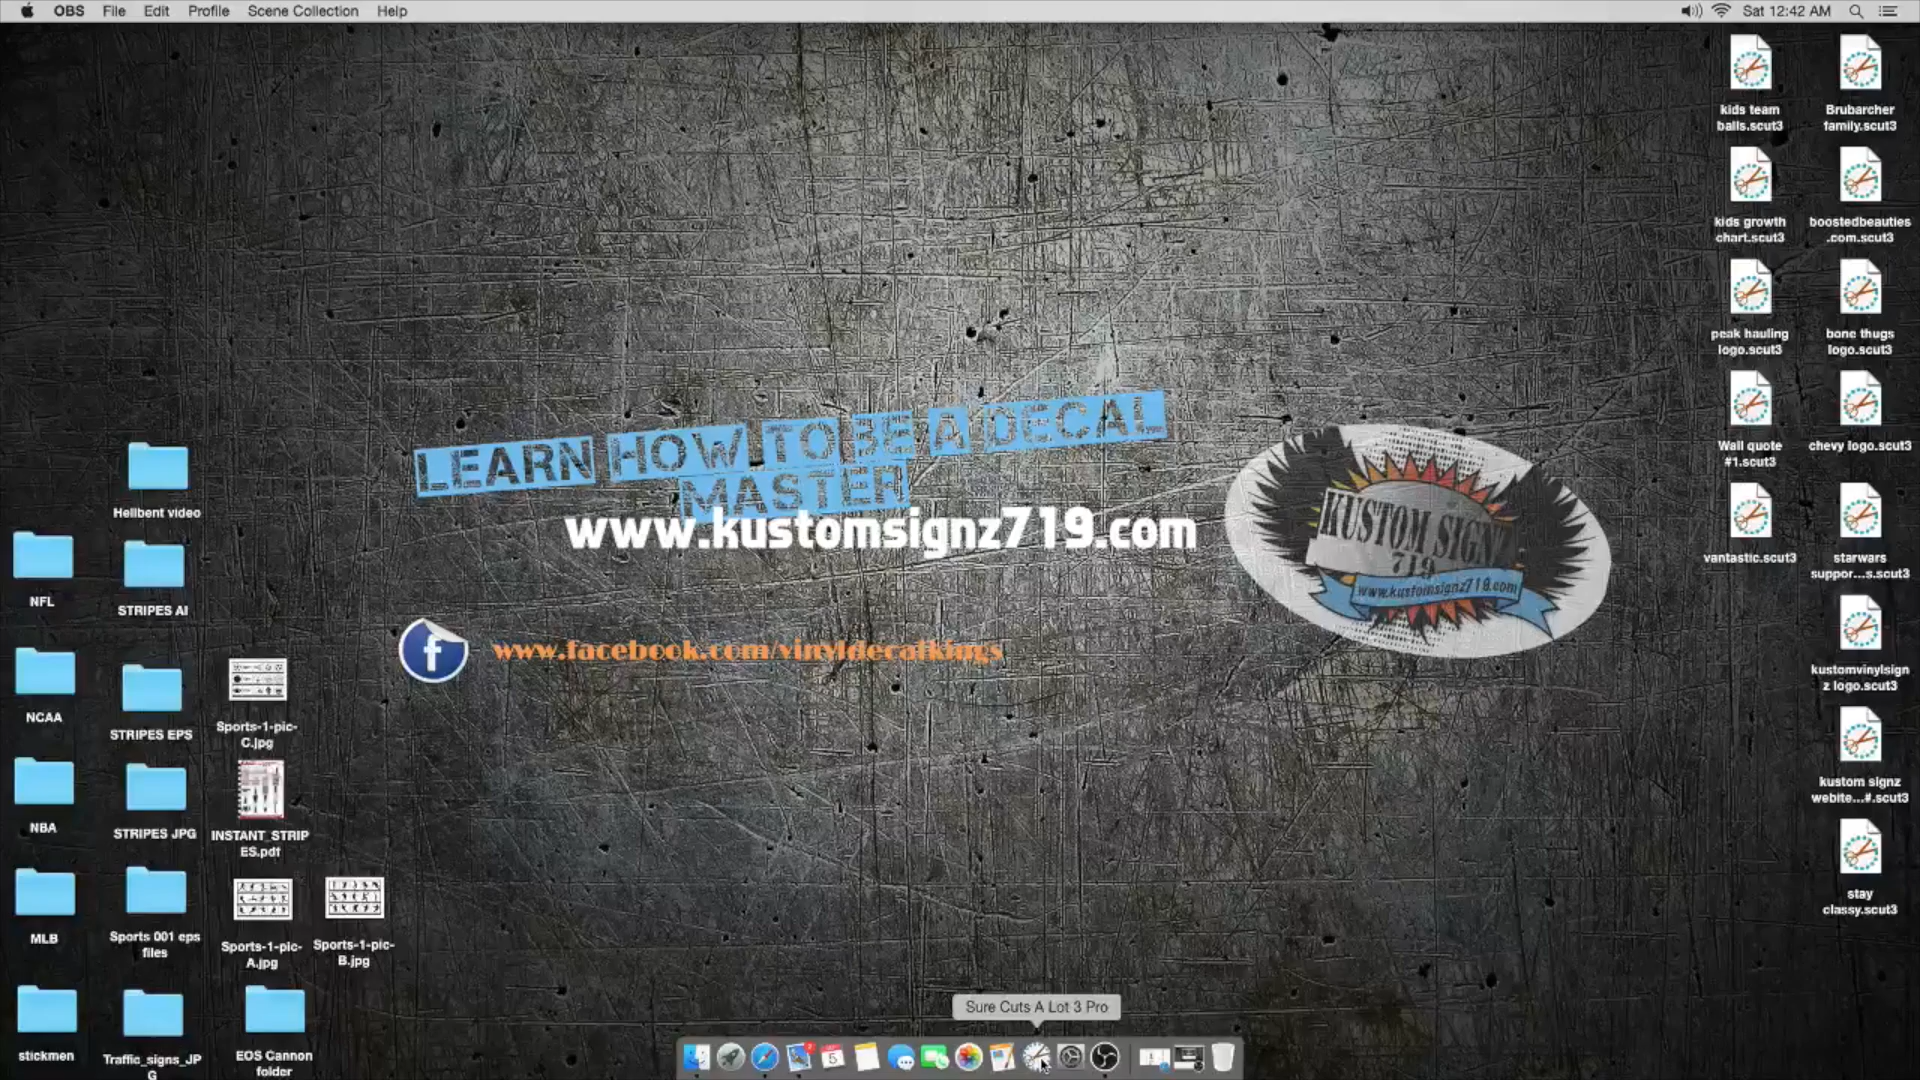 OBS File Edit Profile Scene Collection Help
Sat 12:42 AM
kids team
balls.scut3
Brubarcher
family.scut3
kids growth
chart.scut3
boostedbeauties
.com.scut3
peak hauling
logo.scut3
bone thugs
logo.scut3
Wall quote
#1.scut3
chevy logo.scut3
vantastic.scut3
starwars
suppor...s.scut3
kustomvinylsign
z logo.scut3
kustom signz
webite...#.scut3
stay
classy.scut3
LEARN HOW TO BE A DECAL
MASTER
www.kustomsignz719.com
KUSTOM SIGNZ
719
www.kustomsignz719.com
f
www.facebook.com/vinyldecalkings
Hellbent video
NFL
STRIPES AI
NCAA
STRIPES EPS
Sports-1-pic-
C.jpg
NBA
STRIPES JPG
INSTANT_STRIP
ES.pdf
MLB
Sports 001 eps
files
Sports-1-pic-
A.jpg
Sports-1-pic-
B.jpg
stickmen
Traffic_signs_JP
G
EOS Cannon
folder
Sure Cuts A Lot 3 Pro
5